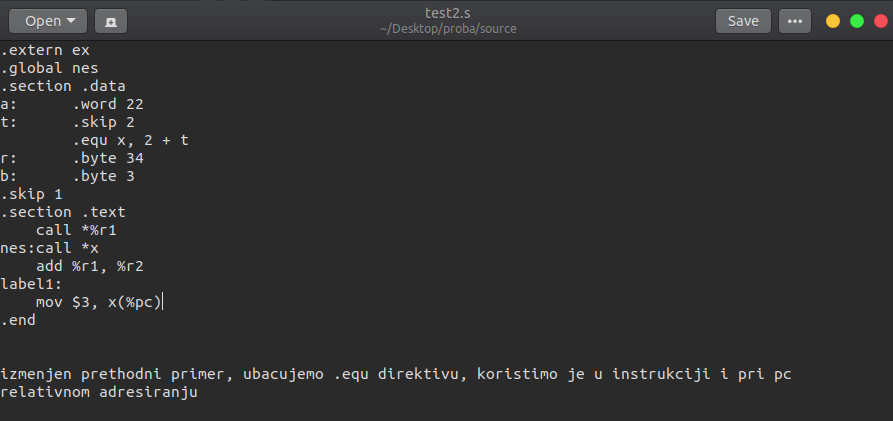 Open
test2.s
~/Desktop/proba/source
Save
.extern ex
.global nes
.section .data
a:      .word 22
t:      .skip 2
        .equ x, 2 + t
r:      .byte 34
b:      .byte 3
.skip 1
.section .text
    call *%r1
nes:call *x
    add %r1, %r2
label1:
    mov $3, x(%pc)
.end
izmenjen prethodni primer, ubacujemo .equ direktivu, koristimo je u instrukciji i pri pc
relativnom adresiranju